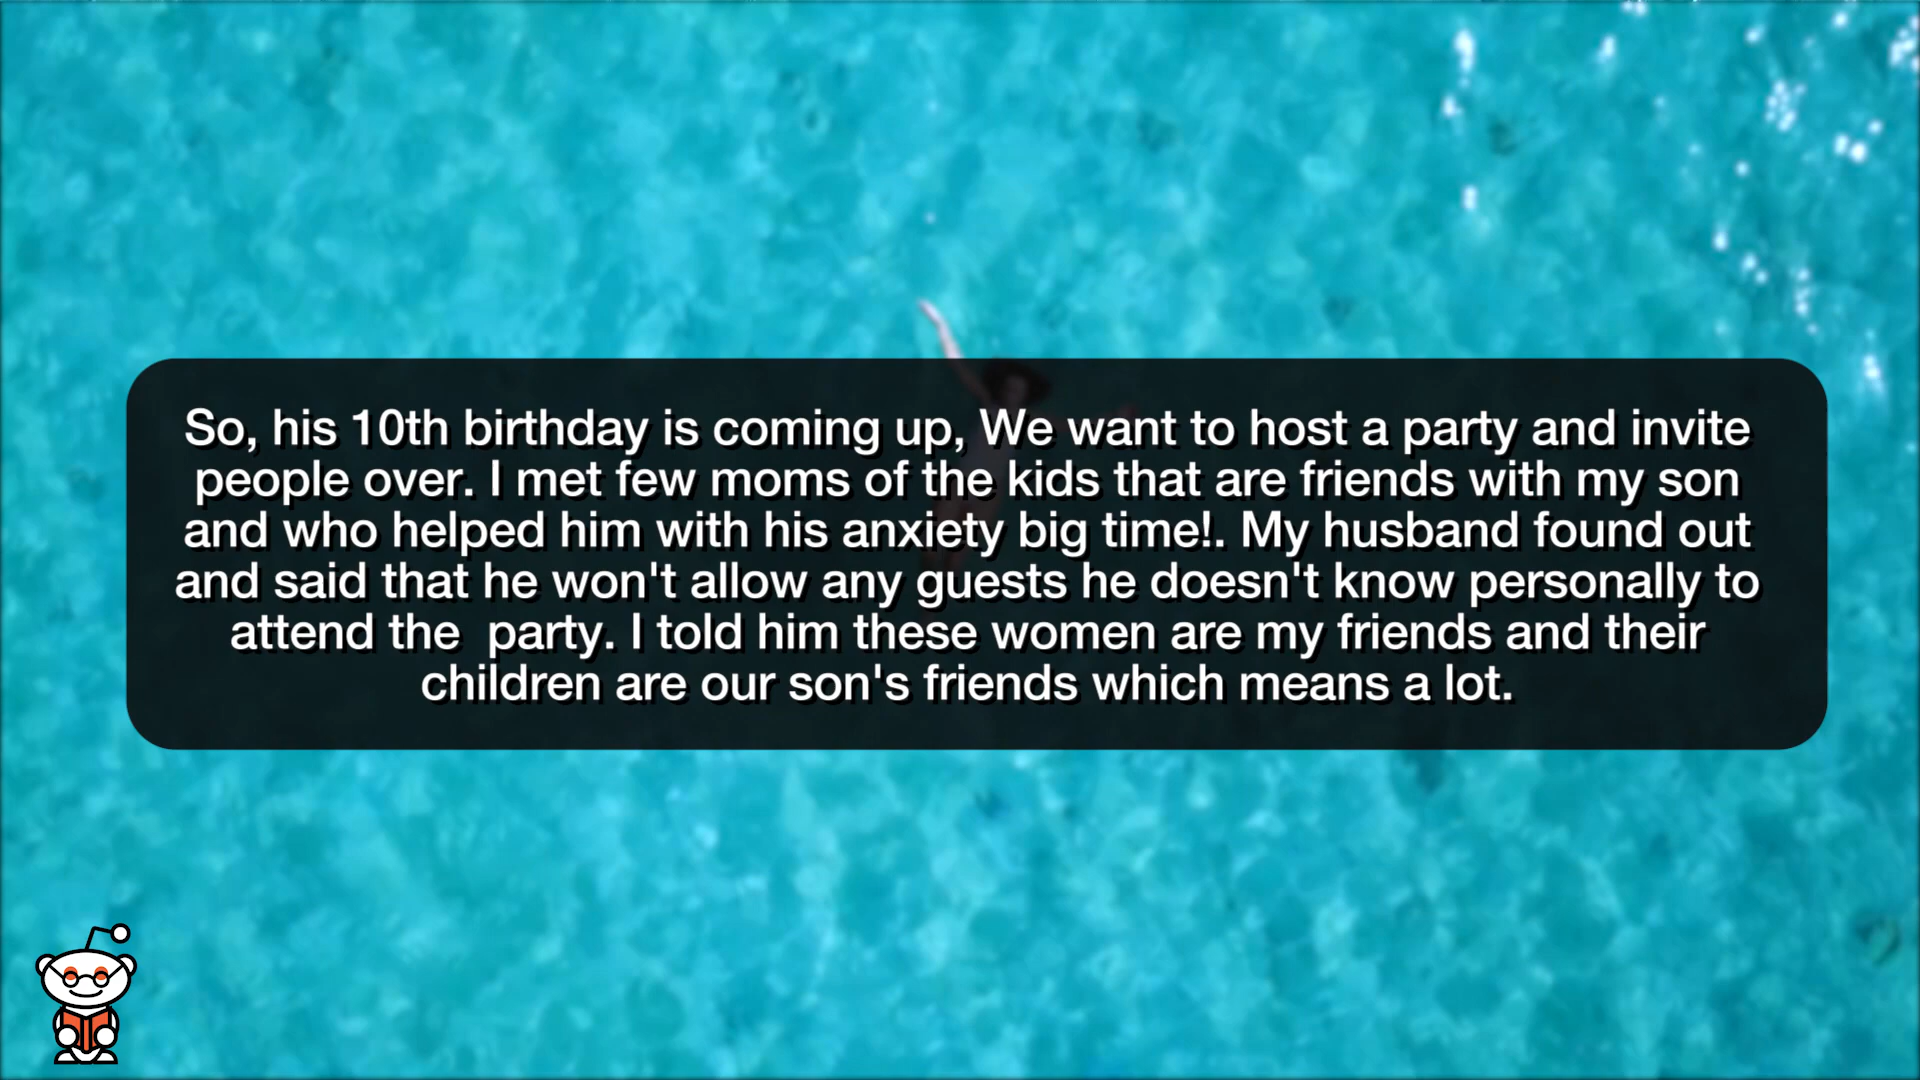 So, his 10th birthday is coming up, We want to host a party and invite
people over. I met few moms of the kids that are friends with my son
and who helped him with his anxiety big time!. My husband found out
and said that he won't allow any guests he doesn't know personally to
attend the  party. I told him these women are my friends and their
children are our son's friends which means a lot.